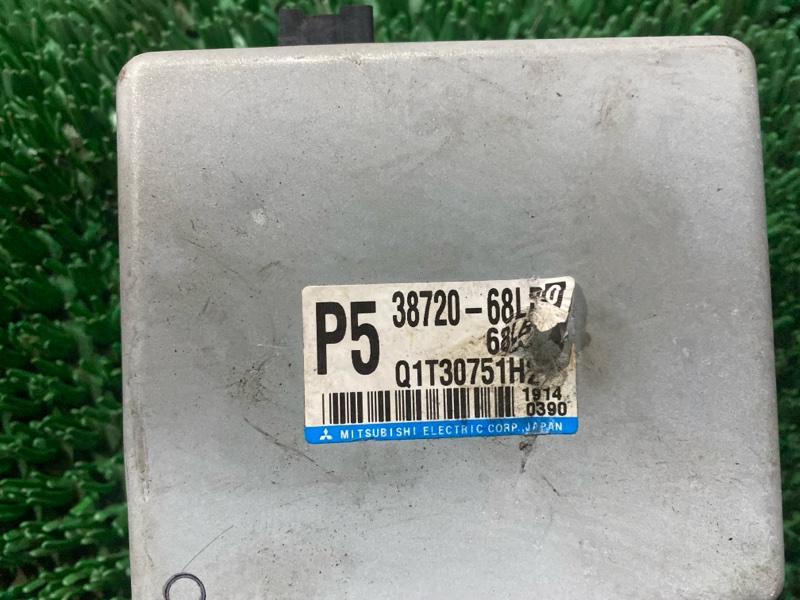 P5
38720-68L
68L
Q1T30751H
1914
0390
MITSUBISHI ELECTRIC CORP.,JAPAN